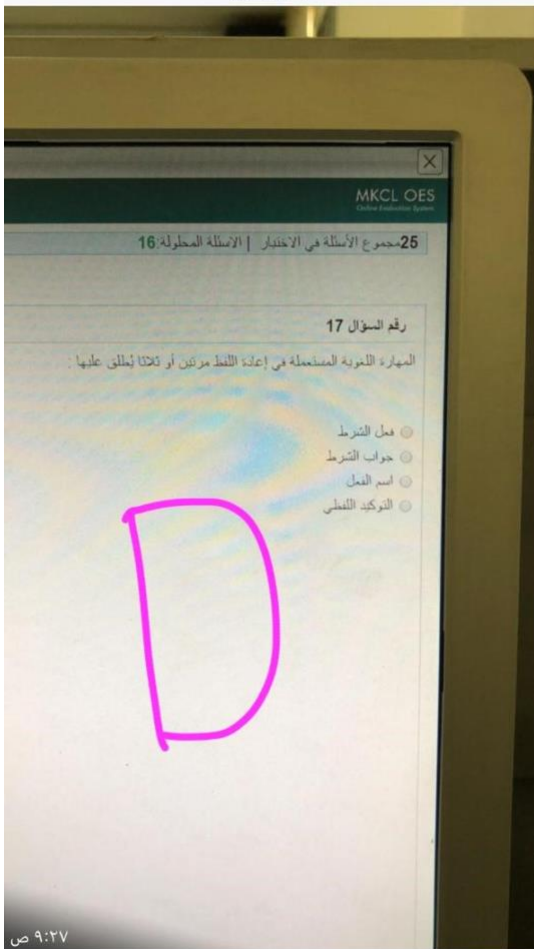 MKCL OES
Online Evaluation System
25مجموع الأسئلة في الاختبار | الاسئلة المحلولة:16
رقم السؤال 17
المهارة اللغوية المستعملة في إعادة اللفظ مرتين أو ثلاثا يُطلق عليها :
فعل الشرط
جواب الشرط
اسم الفعل
التوكيد اللفظي
D
٩:٢٧ ص